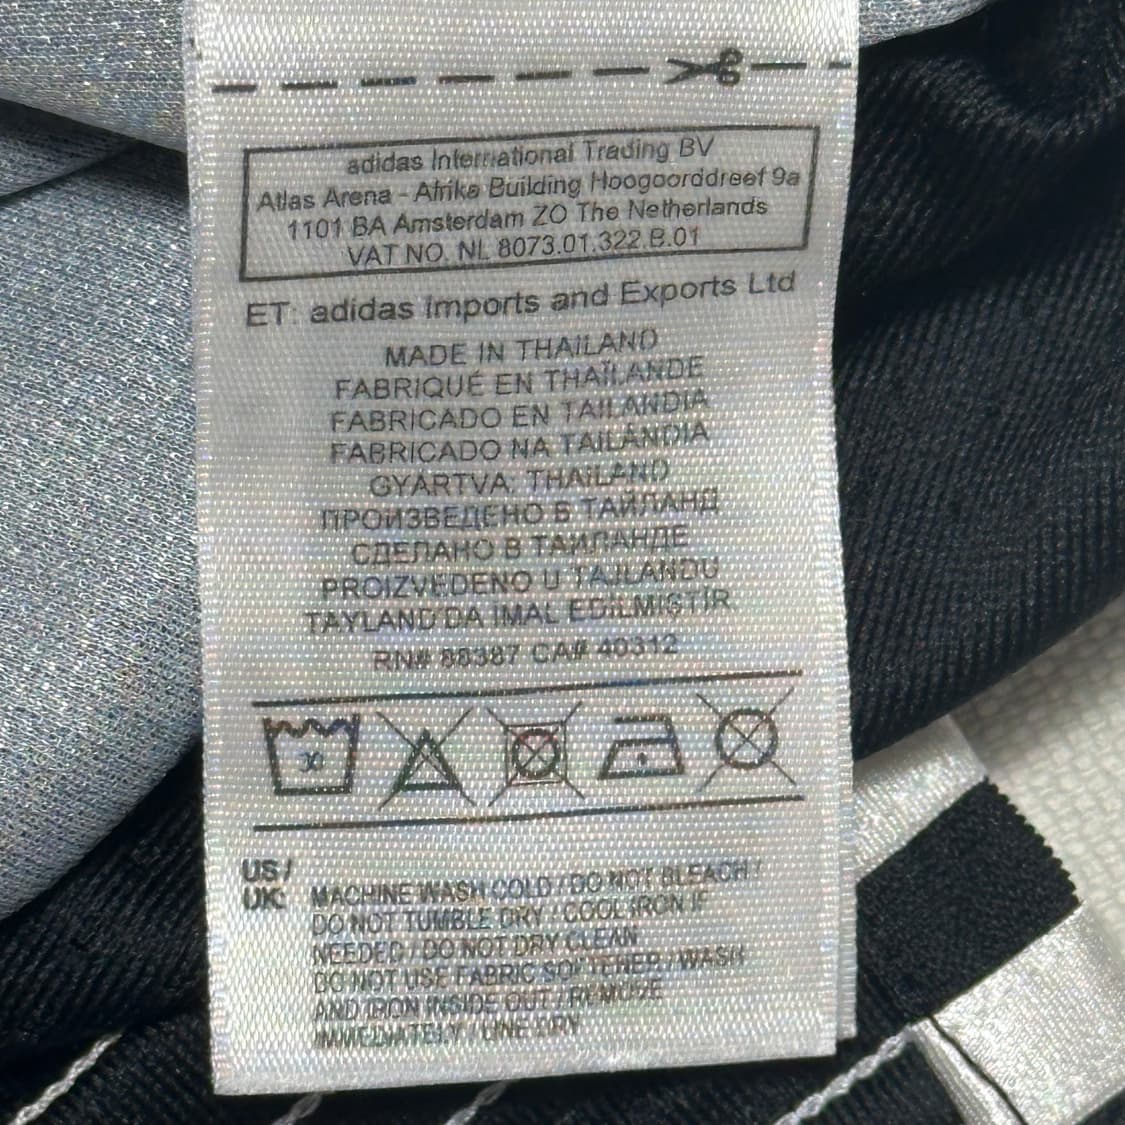 adidas International Trading BV
Atlas Arena - Afrika Building Hoogoorddreef 9a
1101 BA Amsterdam ZO The Netherlands
VAT NO. NL 8073.01.322.B.01
ET: adidas Imports and Exports Ltd
MADE IN THAILAND
FABRIQUÉ EN THAÏLANDE
FABRICADO EN TAILANDIA
FABRICADO NA TAILÂNDIA
GYÁRTVA: THAILAND
ПРОИЗВЕДЕНО В ТАЙЛАНД
СДЕЛАНО В ТАИЛАНДЕ
PROIZVEDENO U TAJLANDU
TAYLAND'DA İMAL EDİLMİŞTİR
RN# 88387 CA# 40312
30
US /
UK:
MACHINE WASH COLD / DO NOT BLEACH /
DO NOT TUMBLE DRY / COOL IRON IF
NEEDED / DO NOT DRY CLEAN
DO NOT USE FABRIC SOFTENER / WASH
AND IRON INSIDE OUT / REMOVE
IMMEDIATELY / LINE DRY